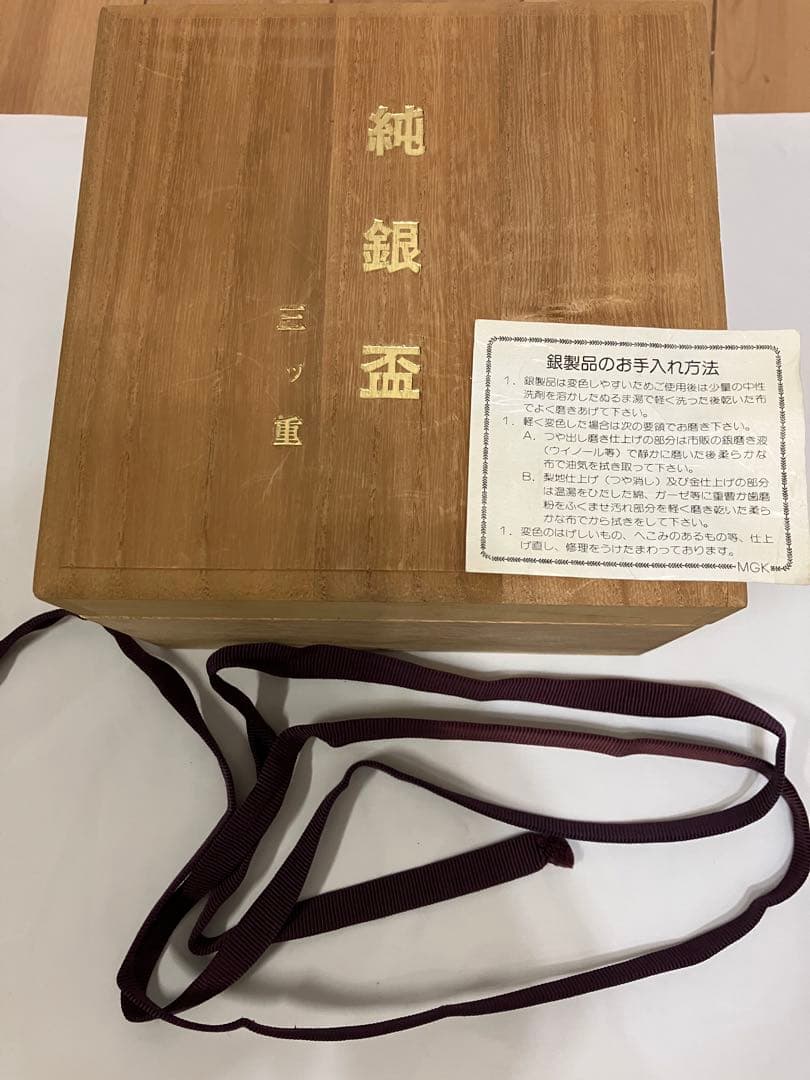 純銀盃
三ッ重
銀製品のお手入れ方法
1. 銀製品は変色しやすいためご使用後は少量の中性
洗剤を溶かしたぬるま湯で軽く洗った後乾いた布
でよく磨きあげて下さい。
1. 軽く変色した場合は次の要領でお磨き下さい。
A. つや出し磨き仕上げの部分は市販の銀磨き液
(ウイノール等)で静かに磨いた後柔らかな
布で油気を拭き取って下さい。
B. 梨地仕上げ(つや消し)及び金仕上げの部分
は温湯をひだした綿、ガーゼ等に重曹か歯磨
粉をふくませ汚れ部分を軽く磨き乾いた柔ら
かな布でから拭きをして下さい。
1. 変色のはげしいもの、へこみのあるもの等、仕上
げ直し、修理をうけたまわっております。
MGK